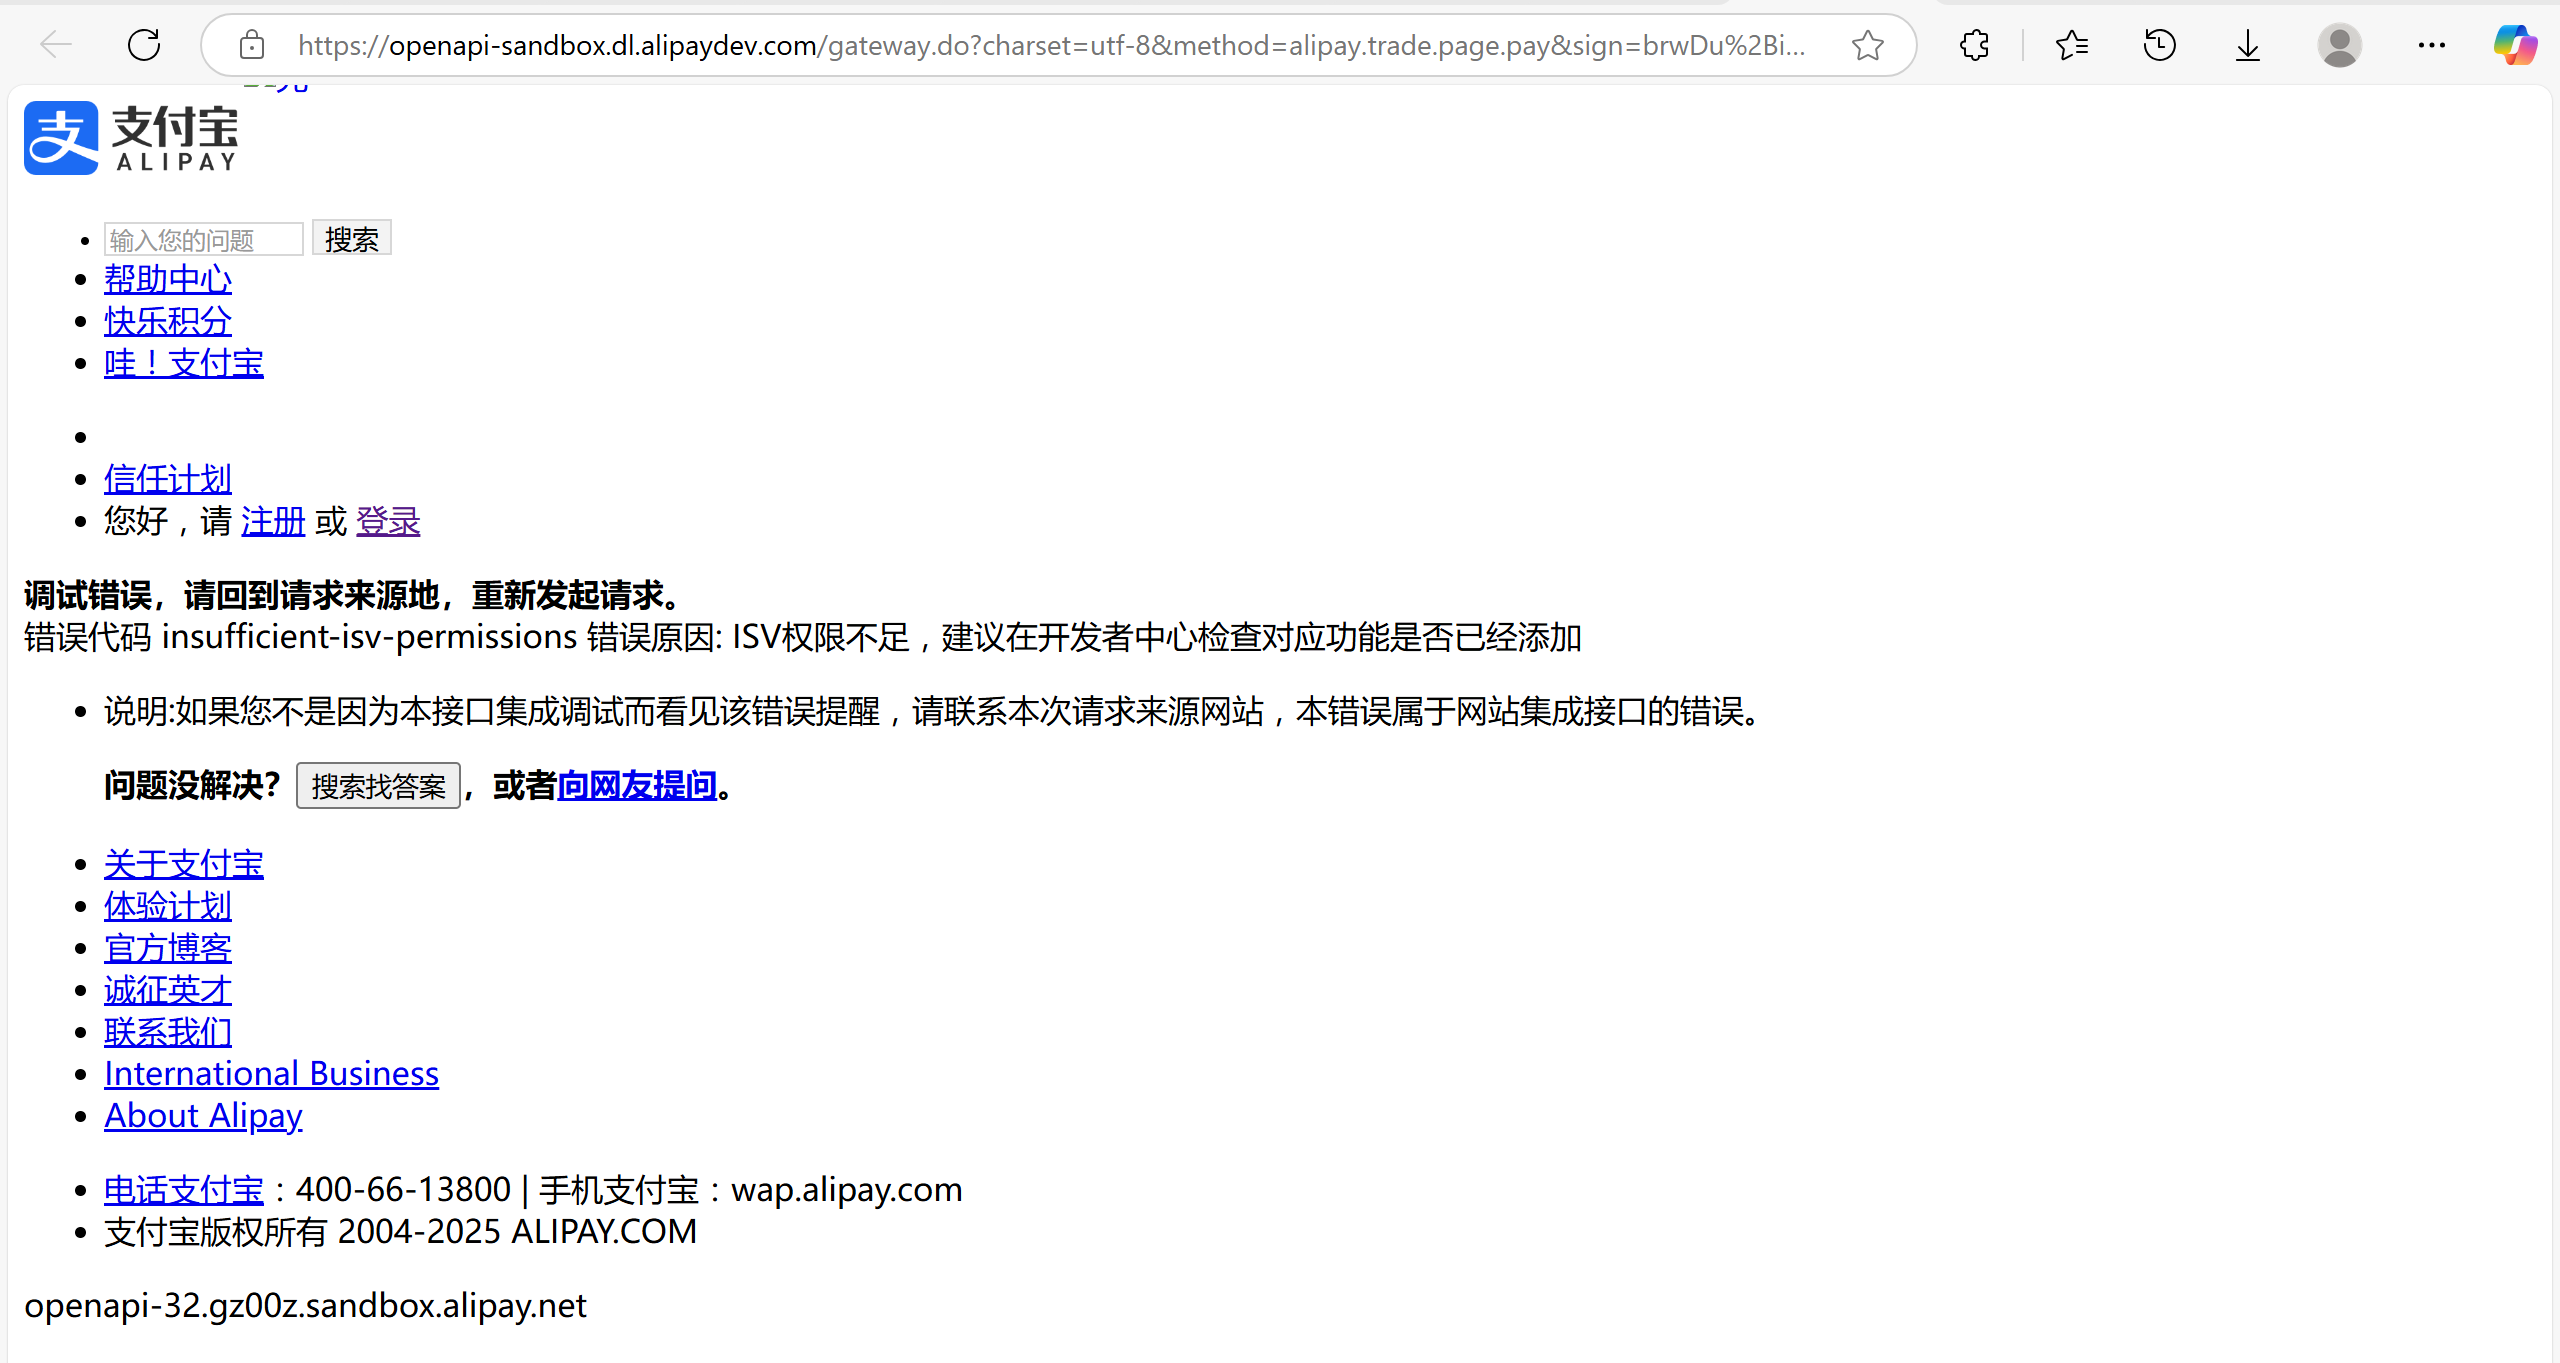 https://openapi-sandbox.dl.alipaydev.com/gateway.do?charset=utf-8&method=alipay.trade.page.pay&sign=brwDu%2Bi...
支 支付宝
ALIPAY
输入您的问题 搜索
帮助中心
快乐积分
哇！支付宝
信任计划
您好，请 注册 或 登录
调试错误，请回到请求来源地，重新发起请求。
错误代码 insufficient-isv-permissions 错误原因: ISV权限不足，建议在开发者中心检查对应功能是否已经添加
说明:如果您不是因为本接口集成调试而看见该错误提醒，请联系本次请求来源网站，本错误属于网站集成接口的错误。
问题没解决？ 搜索找答案，或者向网友提问。
关于支付宝
体验计划
官方博客
诚征英才
联系我们
International Business
About Alipay
电话支付宝：400-66-13800 | 手机支付宝：wap.alipay.com
支付宝版权所有 2004-2025 ALIPAY.COM
openapi-32.gz00z.sandbox.alipay.net